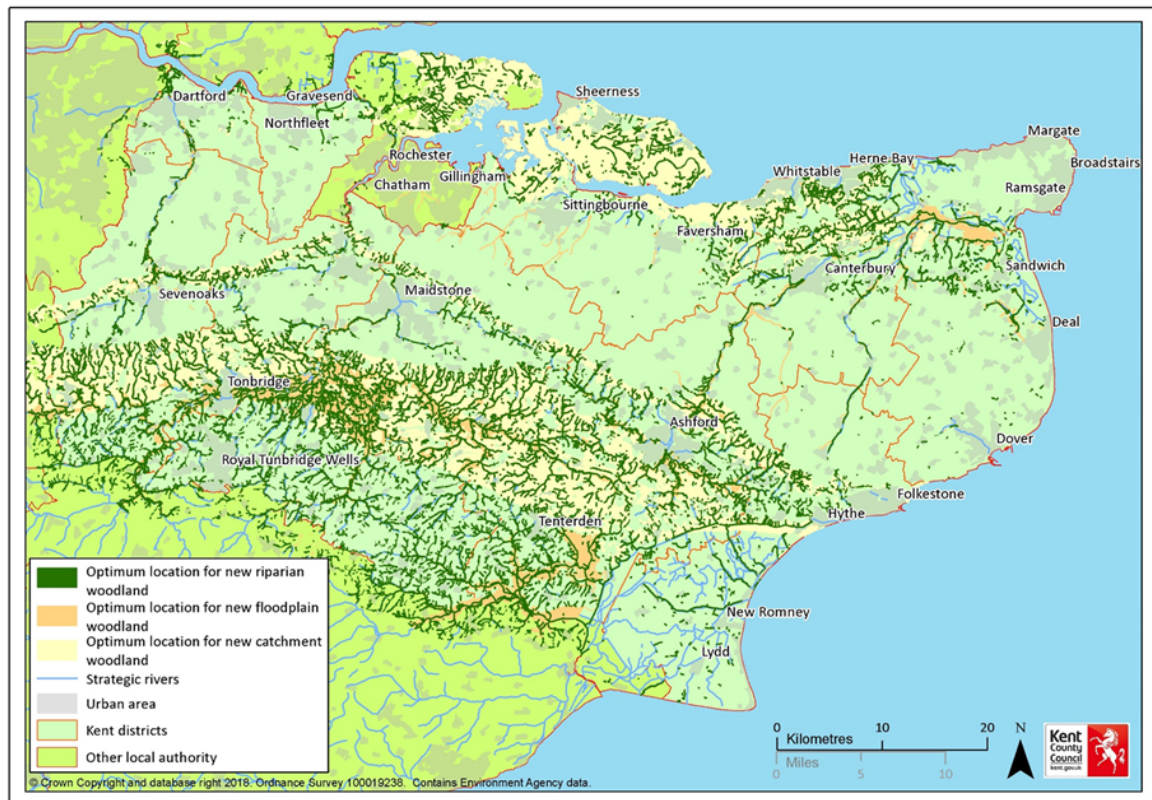 Sheerness
Dartford
Gravesend
Northfleet
Margate
Rochester
Herne Bay
Broadstairs
Whitstable
Gillingham
Chatham
Ramsgate
Sittingbourne
Faversham
Canterbury
Sandwich
Sevenoaks
Maidstone
Deal
Tonbridge
Ashford
Dover
Royal Tunbridge Wells
Folkestone
Hythe
Tenterden
New Romney
Lydd
Optimum location for new riparian
woodland
Optimum location for new floodplain
woodland
Optimum location for new catchment
woodland
Strategic rivers
Urban area
Kent districts
Other local authority
0 10 20
Kilometres
Miles
0 5 10
N
Kent
County
Council
kent.gov.uk
© Crown Copyright and database right 2018. Ordnance Survey 100019238. Contains Environment Agency data.